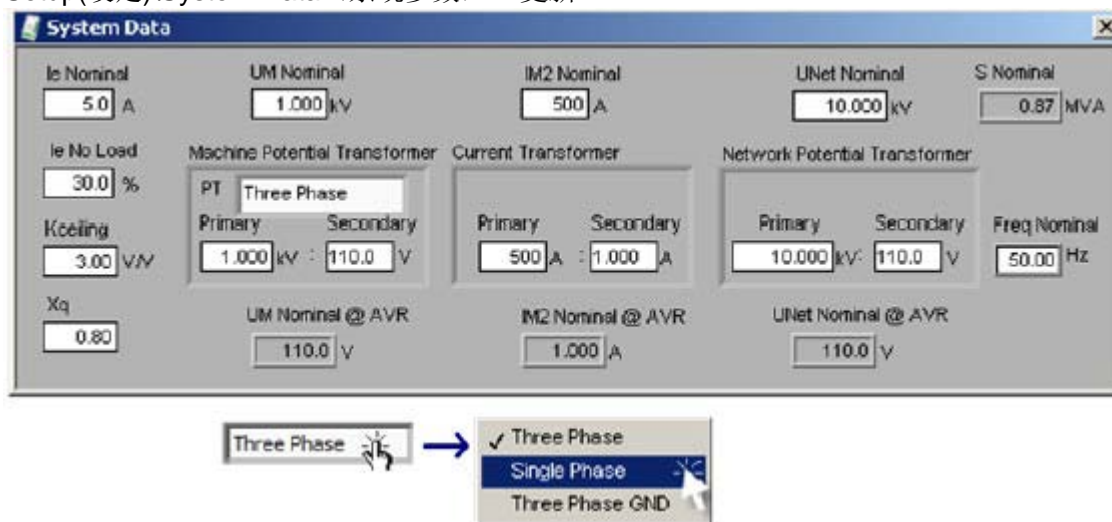 System Data
Ie Nominal UM Nominal IM2 Nominal UNet Nominal S Nominal
5.0 A 1.000 kV 500 A 10.000 kV 0.87 MVA
Ie No Load Machine Potential Transformer Current Transformer Network Potential Transformer
30.0 % PT Three Phase
Kceiling Primary Secondary Primary Secondary Primary Secondary Freq Nominal
3.00 V/V 1.000 kV : 110.0 V 500 A : 1.000 A 10.000 kV: 110.0 V 50.00 Hz
Xq UM Nominal @ AVR IM2 Nominal @ AVR UNet Nominal @ AVR
0.80 110.0 V 1.000 A 110.0 V
Three Phase Three Phase
Single Phase
Three Phase GND